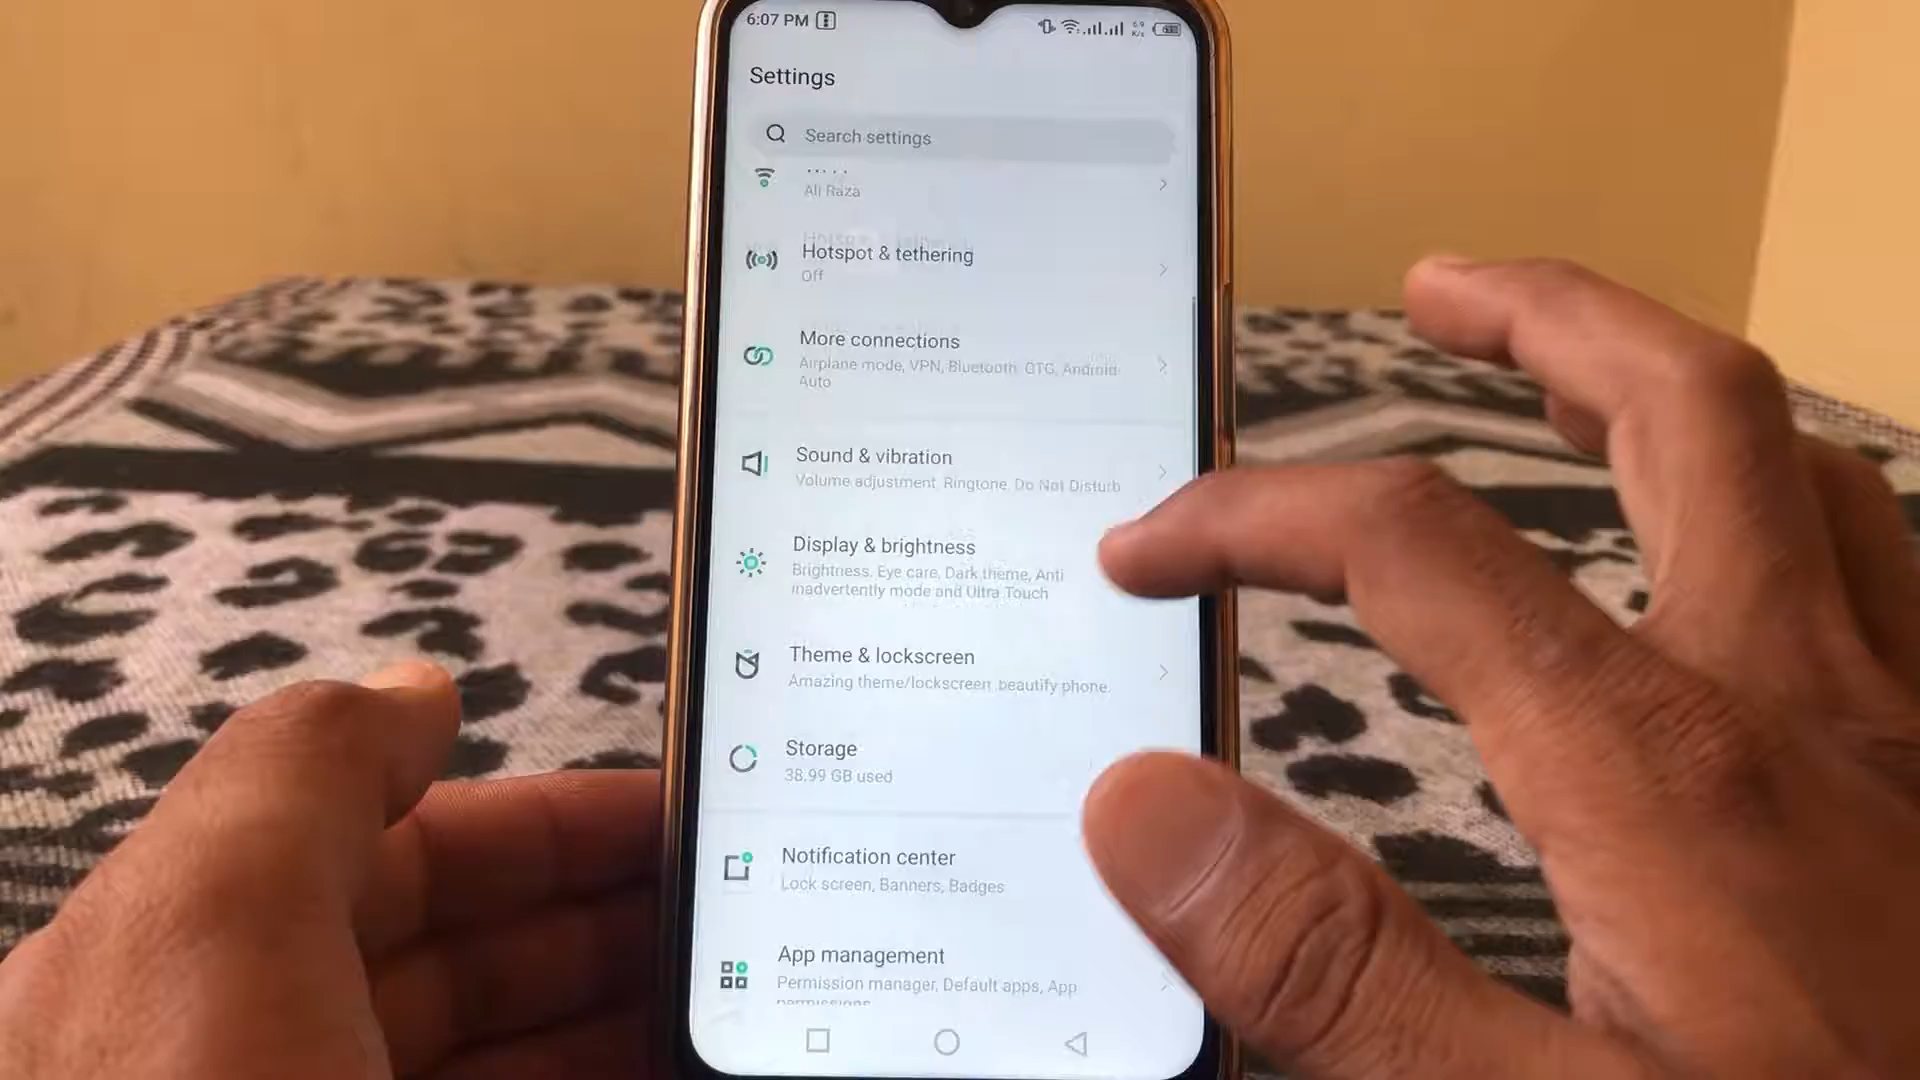 6:07 PM
Settings
Search settings
Ali Raza
Hotspot & tethering
Off
More connections
Airplane mode, VPN, Bluetooth, OTG, Android
Auto
Sound & vibration
Volume adjustment, Ringtone, Do Not Disturb
Display & brightness
Brightness, Eye care, Dark theme, Anti
inadvertently mode and Ultra Touch
Theme & lockscreen
Amazing theme/lockscreen, beautify phone.
Storage
38.99 GB used
Notification center
Lock screen, Banners, Badges
App management
Permission manager, Default apps, App